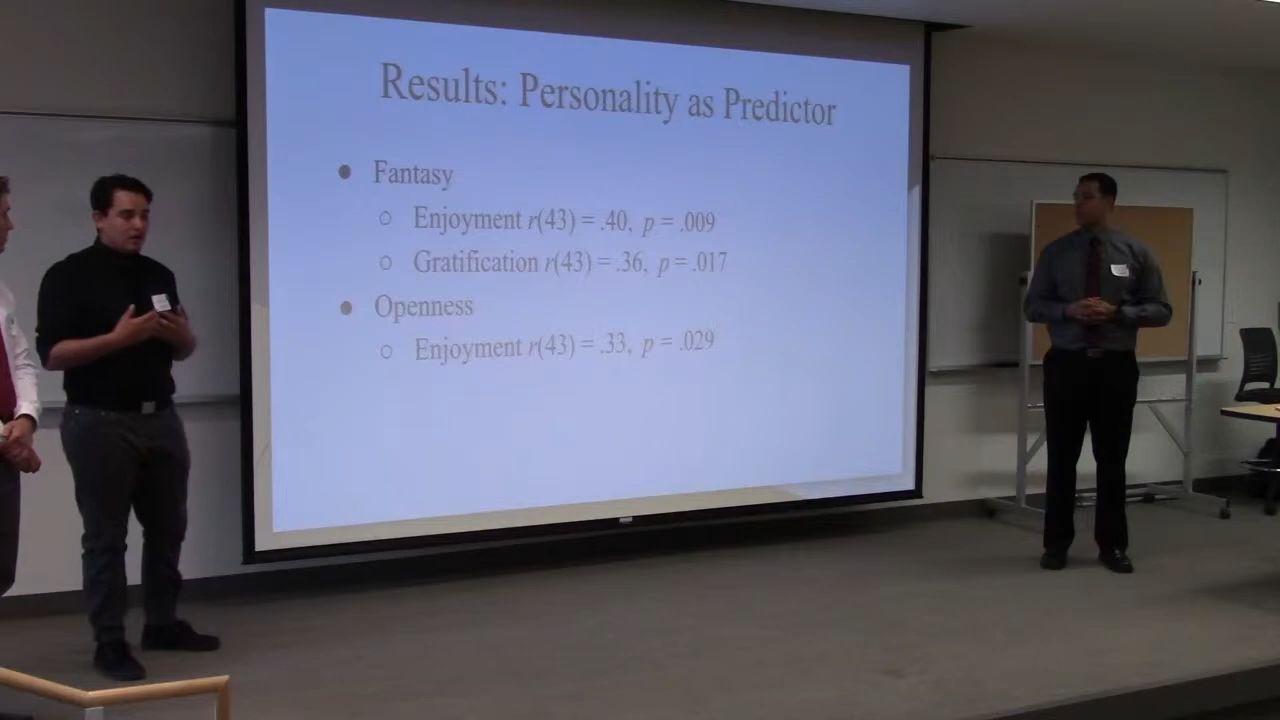 Results: Personality as Predictor
● Fantasy
○ Enjoyment r(43) = .40, p = .009
○ Gratification r(43) = .36, p = .017
● Openness
○ Enjoyment r(43) = .33, p = .029